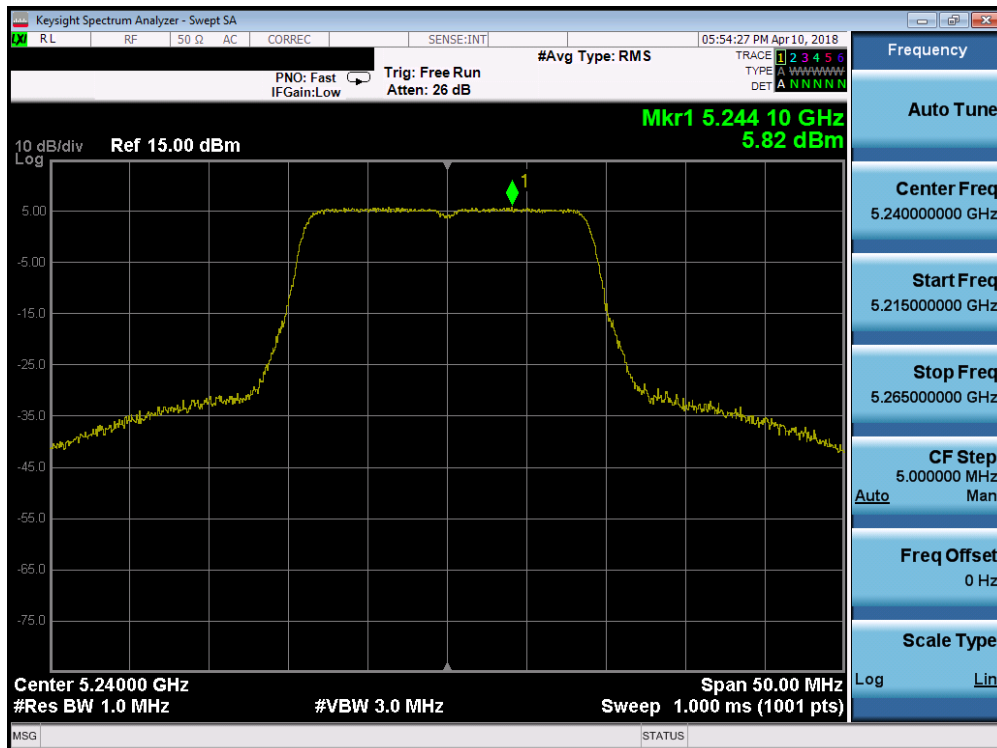 Keysight Spectrum Analyzer - Swept SA
LXI RL RF 50 Ω AC CORREC SENSE:INT 05:54:27 PM Apr 10, 2018
#Avg Type: RMS TRACE 1 2 3 4 5 6
PNO: Fast Trig: Free Run TYPE A WWWWW
IFGain:Low Atten: 26 dB DET A N N N N N
Mkr1 5.244 10 GHz
5.82 dBm
10 dB/div Ref 15.00 dBm
Log
1
5.00
-5.00
-15.0
-25.0
-35.0
-45.0
-55.0
-65.0
-75.0
Center 5.24000 GHz Span 50.00 MHz
#Res BW 1.0 MHz #VBW 3.0 MHz Sweep 1.000 ms (1001 pts)
MSG STATUS
Frequency
Auto Tune
Center Freq
5.240000000 GHz
Start Freq
5.215000000 GHz
Stop Freq
5.265000000 GHz
CF Step
5.000000 MHz
Auto Man
Freq Offset
0 Hz
Scale Type
Log Lin